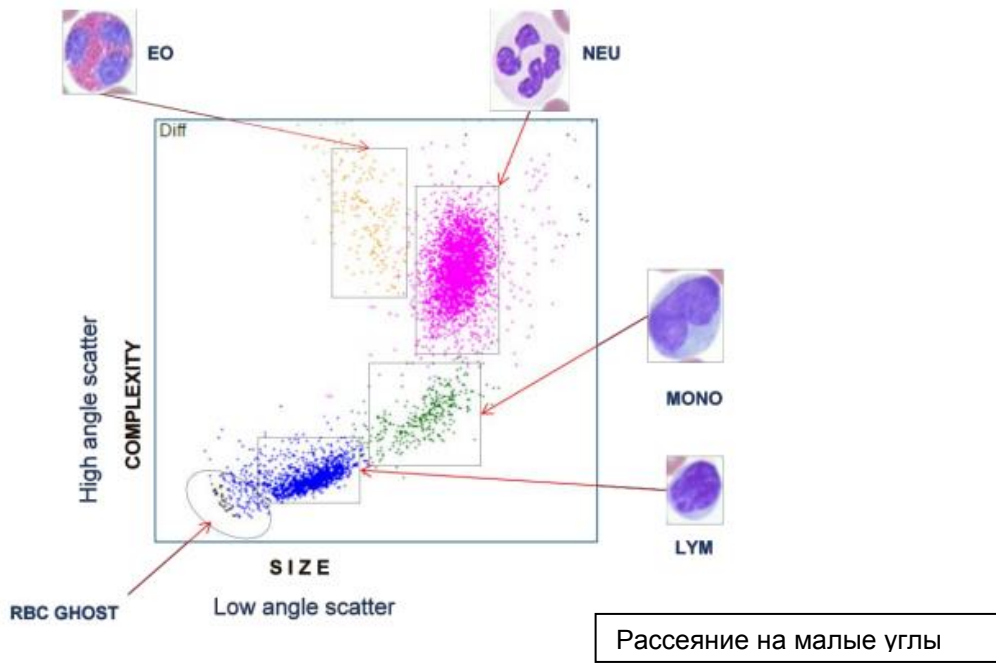 EO
NEU
Diff
High angle scatter
COMPLEXITY
MONO
LYM
SIZE
RBC GHOST
Low angle scatter
Рассеяние на малые углы